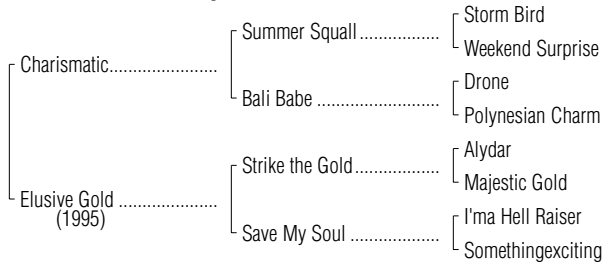 Storm Bird
Summer Squall..................
Weekend Surprise
Charismatic........................
Drone
Bali Babe ...........................
Polynesian Charm
Alydar
Strike the Gold...................
Majestic Gold
Elusive Gold .....................
(1995)
I'ma Hell Raiser
Save My Soul ...................
Somethingexciting